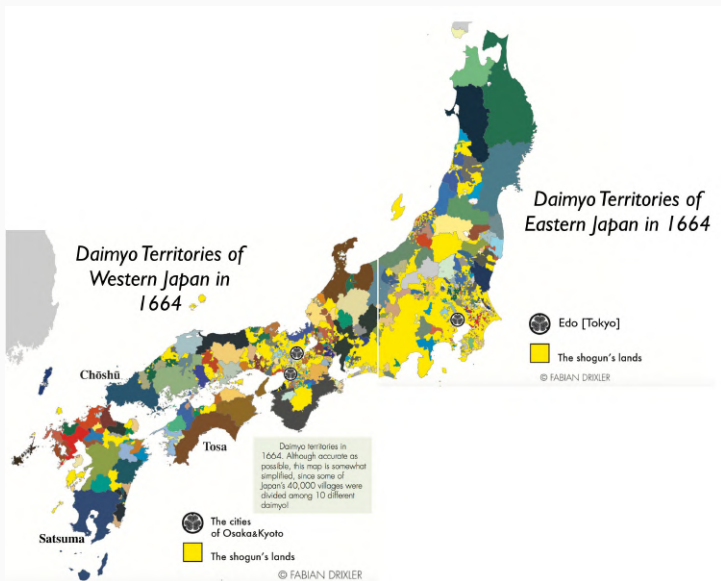 Daimyo Territories of
Eastern Japan in 1664
Daimyo Territories of
Western Japan in
1664
Edo [Tokyo]
The shogun's lands
© FABIAN DRIXLER
Chōshū
Tosa
Satsuma
Daimyo territories in
1664. Although accurate as
possible, this map is somewhat
simplified, since some of
Japan's 40,000 villages were
divided among 10 different
daimyo!
The cities
of Osaka&Kyoto
The shogun's lands
© FABIAN DRIXLER